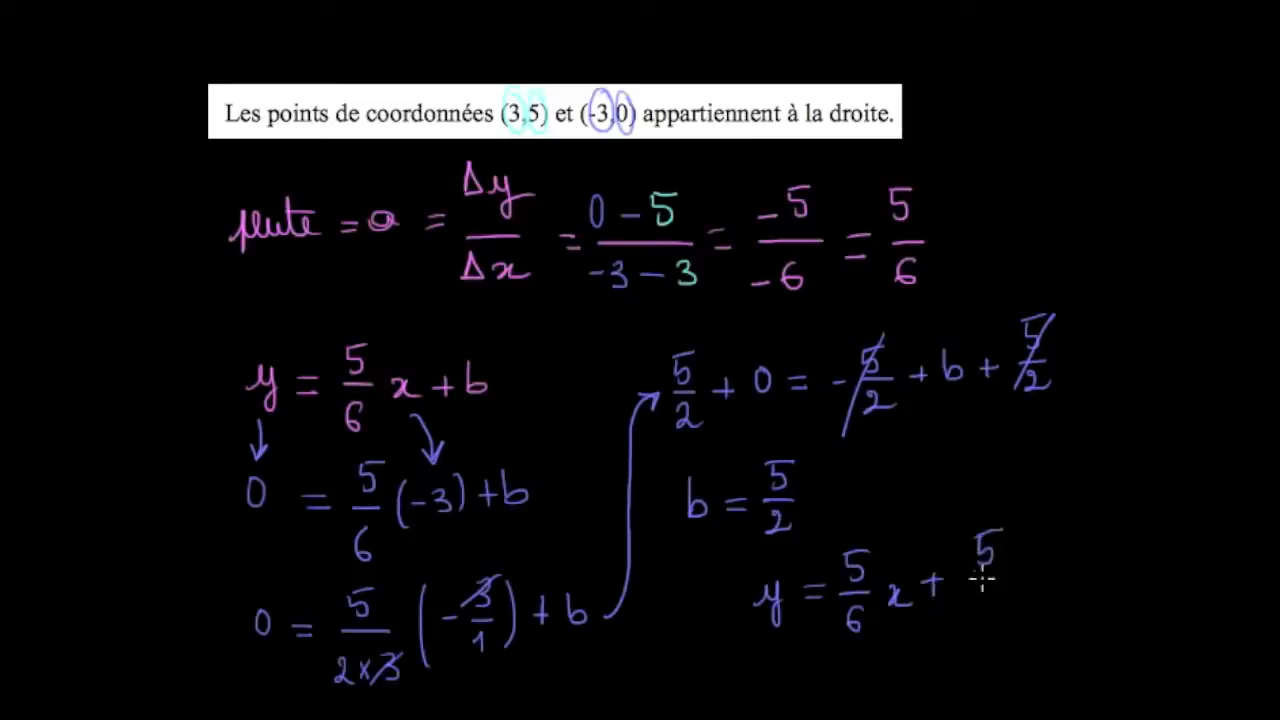 Les points de coordonnées (3,5) et (-3,0) appartiennent à la droite.
pente = a = Δy/Δx = (0 - 5)/(-3 - 3) = -5/-6 = 5/6
y = 5/6 x + b
0 = 5/6 (-3) + b
0 = 5/(2×3) (-3/1) + b
5/2 + 0 = -5/2 + b + 5/2
b = 5/2
y = 5/6 x + 5